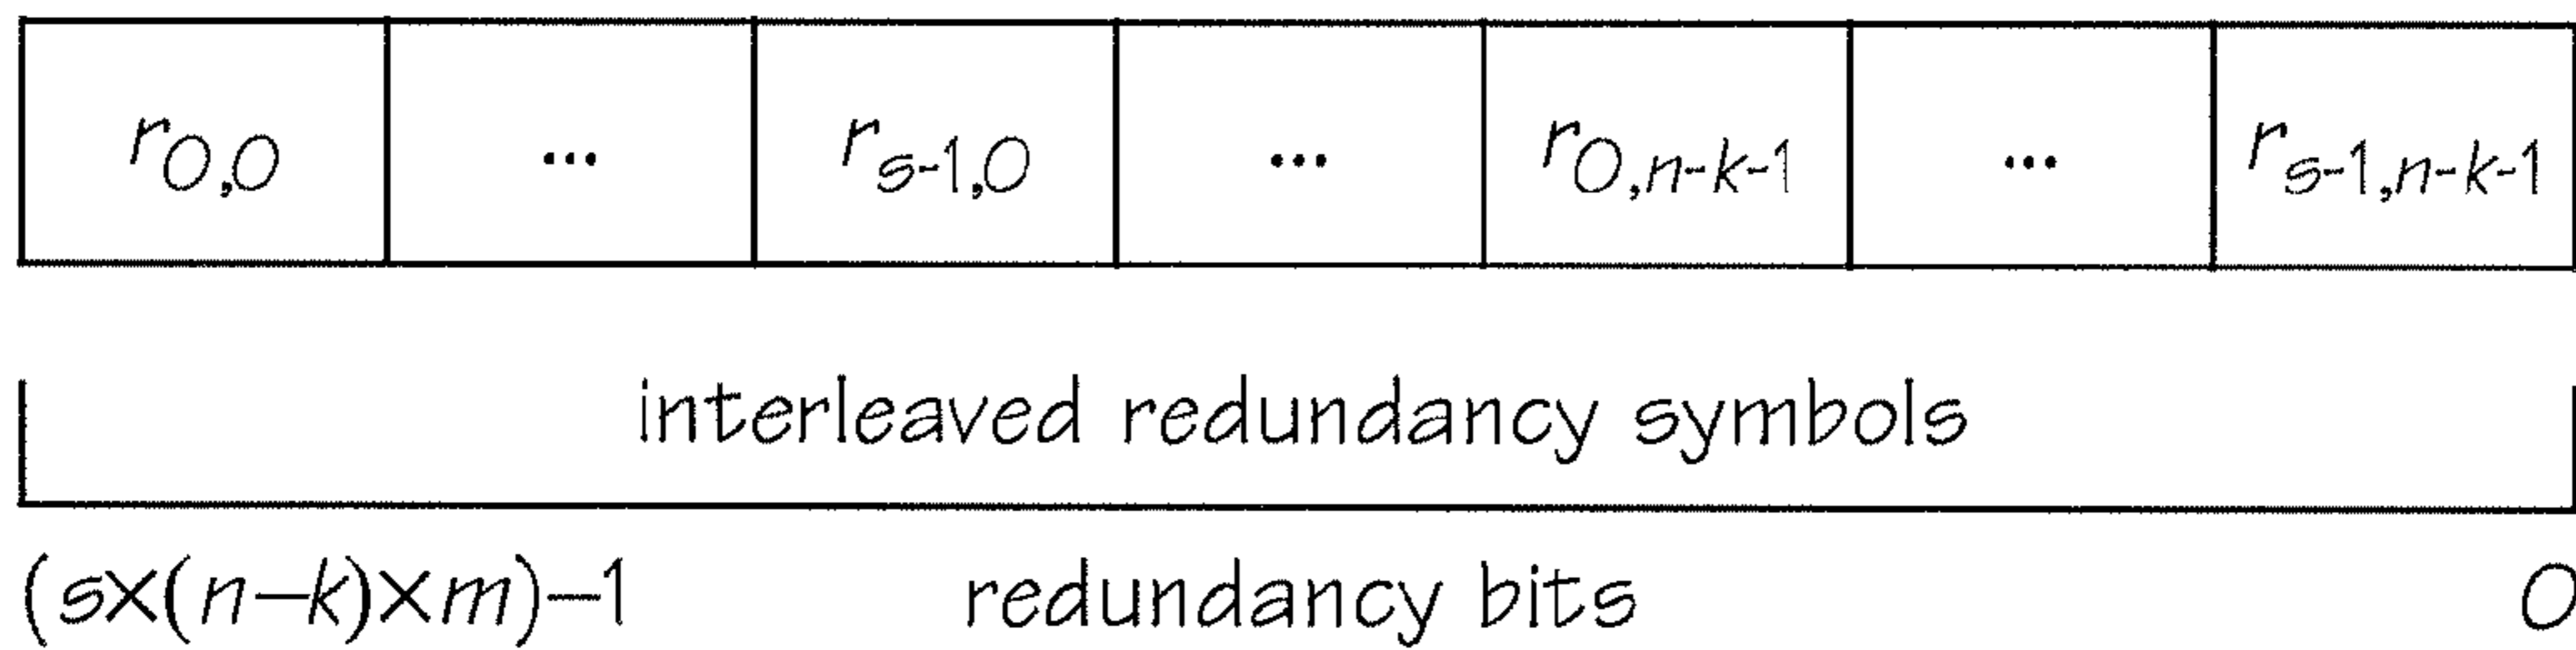 r0,0 ... rs-1,0 ... r0,n-k-1 ... rs-1,n-k-1
interleaved redundancy symbols
(s×(n−k)×m)−1 redundancy bits 0